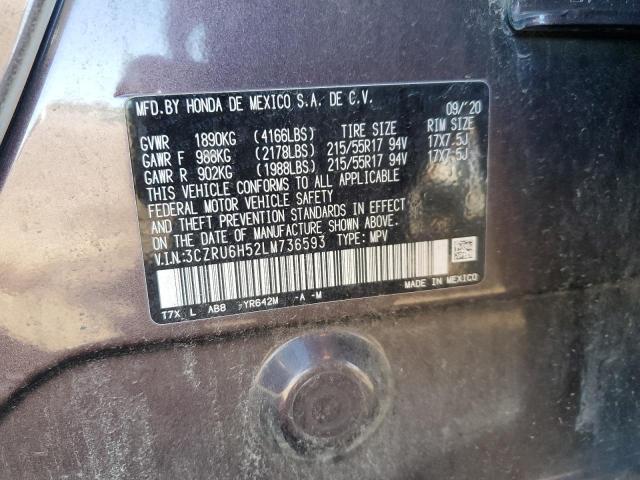 MFD.BY HONDA DE MEXICO S.A. DE C.V.
09/'20
GVWR 1890KG (4166LBS) TIRE SIZE RIM SIZE
GAWR F 988KG (2178LBS) 215/55R17 94V 17X7.5J
GAWR R 902KG (1988LBS) 215/55R17 94V 17X7.5J
THIS VEHICLE CONFORMS TO ALL APPLICABLE
FEDERAL MOTOR VEHICLE SAFETY
AND THEFT PREVENTION STANDARDS IN EFFECT
ON THE DATE OF MANUFACTURE SHOWN ABOVE.
V.I.N:3CZRU6H52LM736593 TYPE: MPV
T7X L AB8 YR642M -A -M MADE IN MEXICO